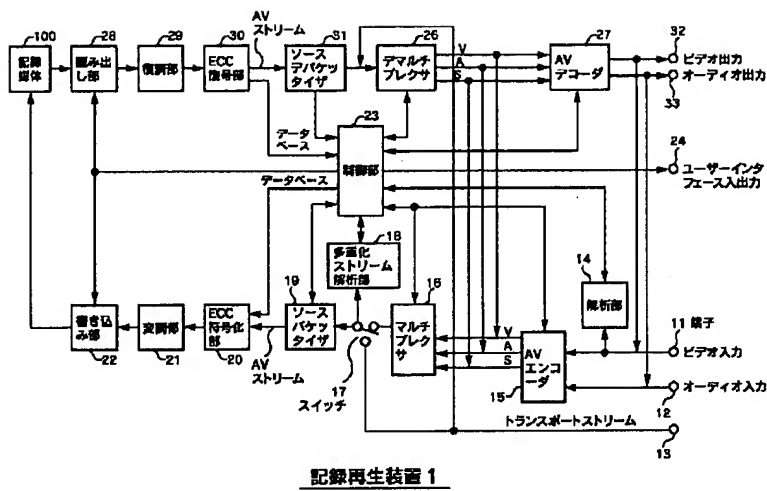 100
記録
媒体
28
読み出
し部
29
復調部
30
ECC
復号部
AV
ストリーム
31
ソース
デパケッ
タイザ
26
デマルチ
プレクサ
V
A
S
27
AV
デコーダ
32
ビデオ出力
オーディオ出力
33
データ
ベース
23
制御部
24
ユーザーインタ
フェース入出力
データベース
18
多重化
ストリーム
解析部
14
解析部
19
ソース
パケッ
タイザ
16
マルチ
プレク
サ
V
A
S
AV
エンコ
ーダ
15
11 端子
ビデオ入力
オーディオ入力
12
書き込
み部
22
変調部
21
ECC
符号化
部
20
AV
ストリーム
17
スイッチ
トランスポートストリーム
13
記録再生装置1